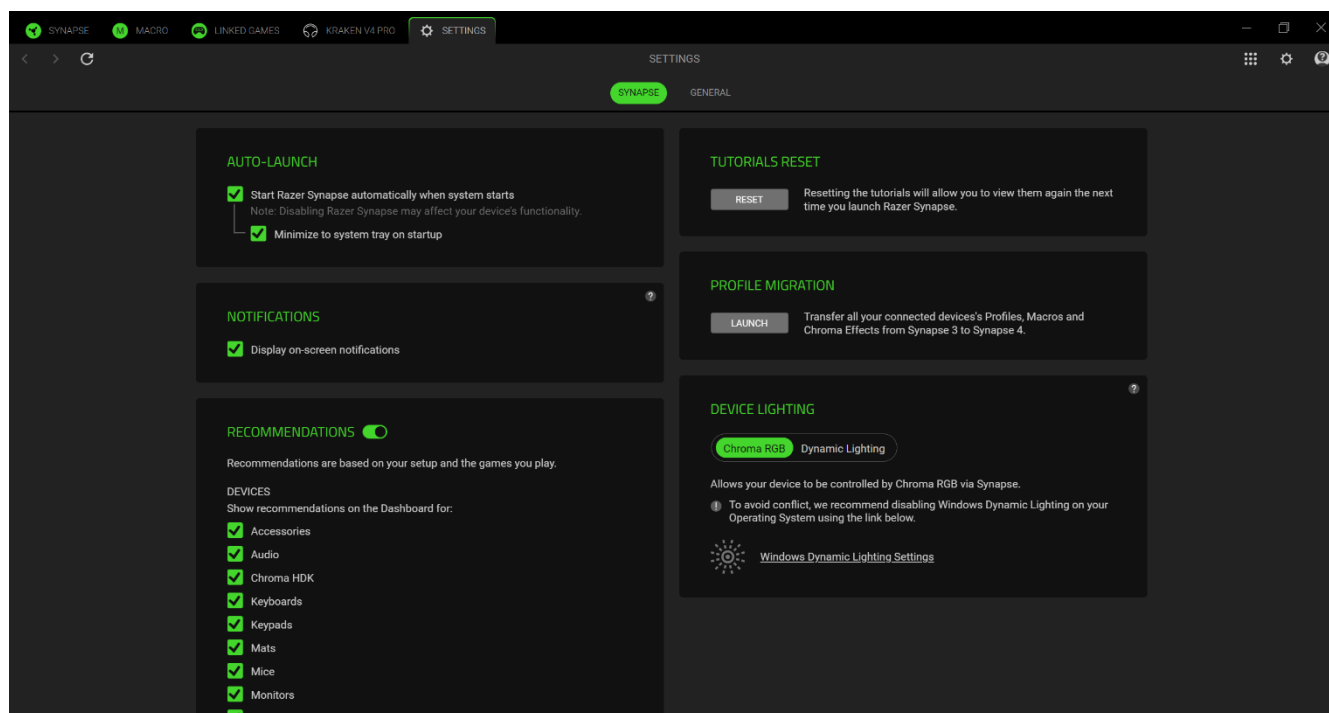 SYNAPSE
M
MACRO
LINKED GAMES
KRAKEN V4 PRO
SETTINGS
SETTINGS
SYNAPSE
GENERAL
AUTO-LAUNCH
Start Razer Synapse automatically when system starts
Note: Disabling Razer Synapse may affect your device's functionality.
Minimize to system tray on startup
?
NOTIFICATIONS
Display on-screen notifications
RECOMMENDATIONS
Recommendations are based on your setup and the games you play.
DEVICES
Show recommendations on the Dashboard for:
Accessories
Audio
Chroma HDK
Keyboards
Keypads
Mats
Mice
Monitors
TUTORIALS RESET
RESET
Resetting the tutorials will allow you to view them again the next
time you launch Razer Synapse.
PROFILE MIGRATION
LAUNCH
Transfer all your connected devices's Profiles, Macros and
Chroma Effects from Synapse 3 to Synapse 4.
?
DEVICE LIGHTING
Chroma RGB
Dynamic Lighting
Allows your device to be controlled by Chroma RGB via Synapse.
To avoid conflict, we recommend disabling Windows Dynamic Lighting on your
Operating System using the link below.
Windows Dynamic Lighting Settings